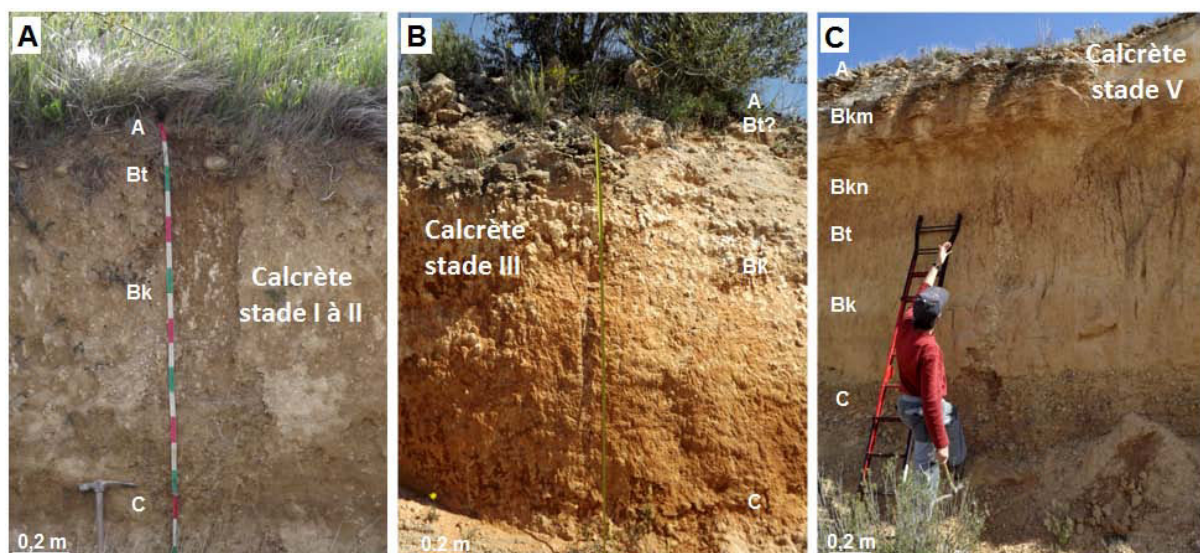 A
A
Bt
Bk
Calcrète
stade I à II
C
0,2 m
B
A
Bt?
Calcrète
stade III
Bk
C
0,2 m
C
A
Calcrète
stade V
Bkm
Bkn
Bt
Bk
C
0,2 m